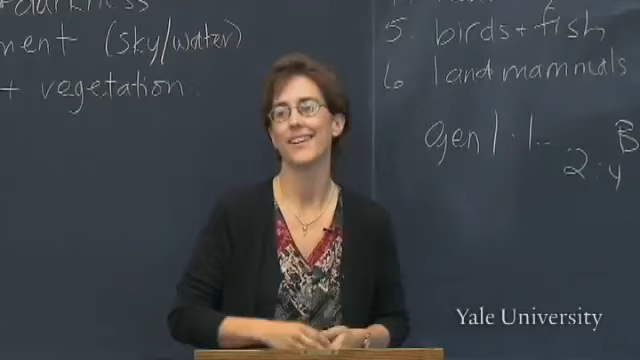 + darkness
ment (sky/water)
+ vegetation
5. birds + fish
6 land mammals
gen 1:1-
2:4
B
Yale University